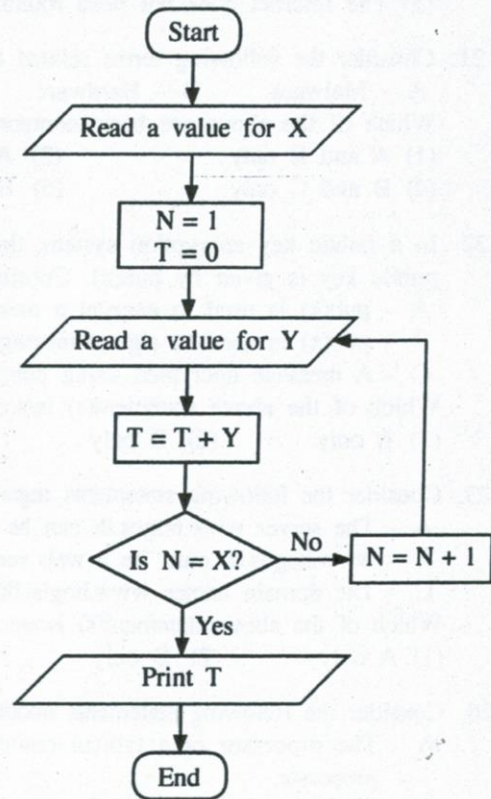 Start
Read a value for X
N = 1
T = 0
Read a value for Y
T = T + Y
Is N = X?
No
N = N + 1
Yes
Print T
End